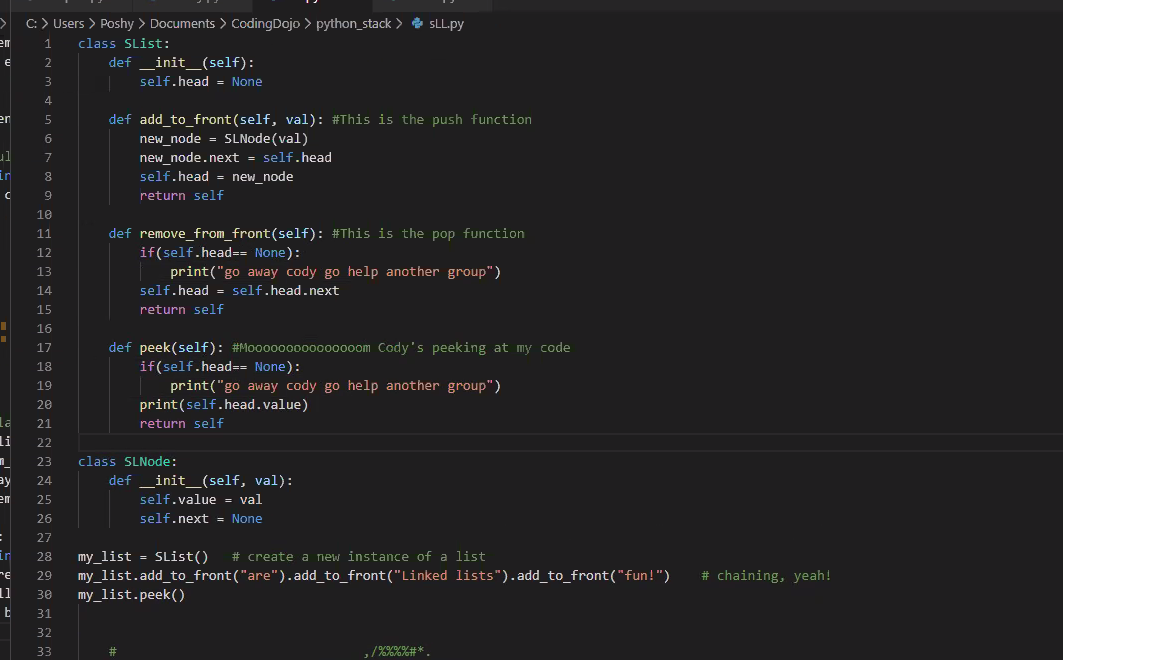 C: > Users > Poshy > Documents > CodingDojo > python_stack > sLL.py
1 class SList:
2     def __init__(self):
3         self.head = None
4
5     def add_to_front(self, val): #This is the push function
6         new_node = SLNode(val)
7         new_node.next = self.head
8         self.head = new_node
9         return self
10
11     def remove_from_front(self): #This is the pop function
12         if(self.head== None):
13             print("go away cody go help another group")
14         self.head = self.head.next
15         return self
16
17     def peek(self): #Mooooooooooooooom Cody's peeking at my code
18         if(self.head== None):
19             print("go away cody go help another group")
20         print(self.head.value)
21         return self
22
23 class SLNode:
24     def __init__(self, val):
25         self.value = val
26         self.next = None
27
28 my_list = SList()   # create a new instance of a list
29 my_list.add_to_front("are").add_to_front("Linked lists").add_to_front("fun!")    # chaining, yeah!
30 my_list.peek()
31
32
33     #                                ,/%%%%#*.